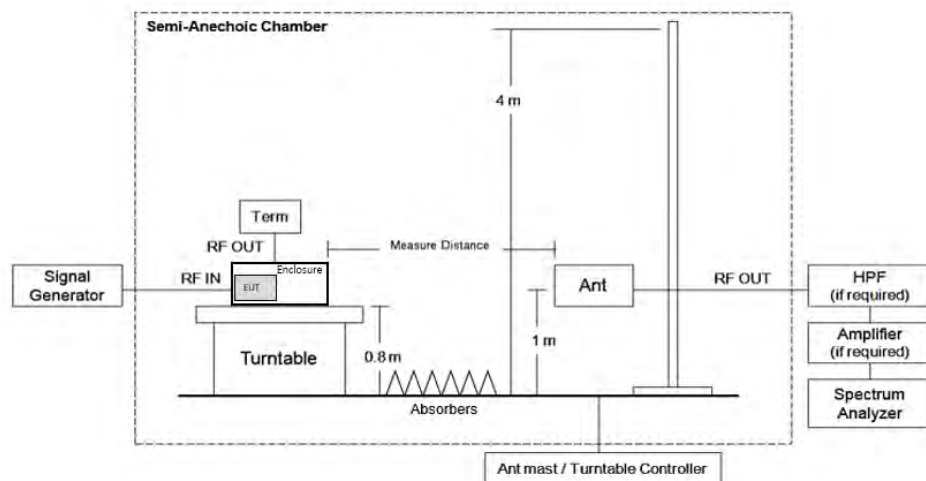 Semi-Anechoic Chamber
4 m
Term
RF OUT
Measure Distance
Enclosure
EUT
Signal
Generator
RF IN
Ant
RF OUT
HPF
(if required)
Amplifier
(if required)
Spectrum
Analyzer
Turntable
0.8 m
1 m
Absorbers
Ant mast / Turntable Controller